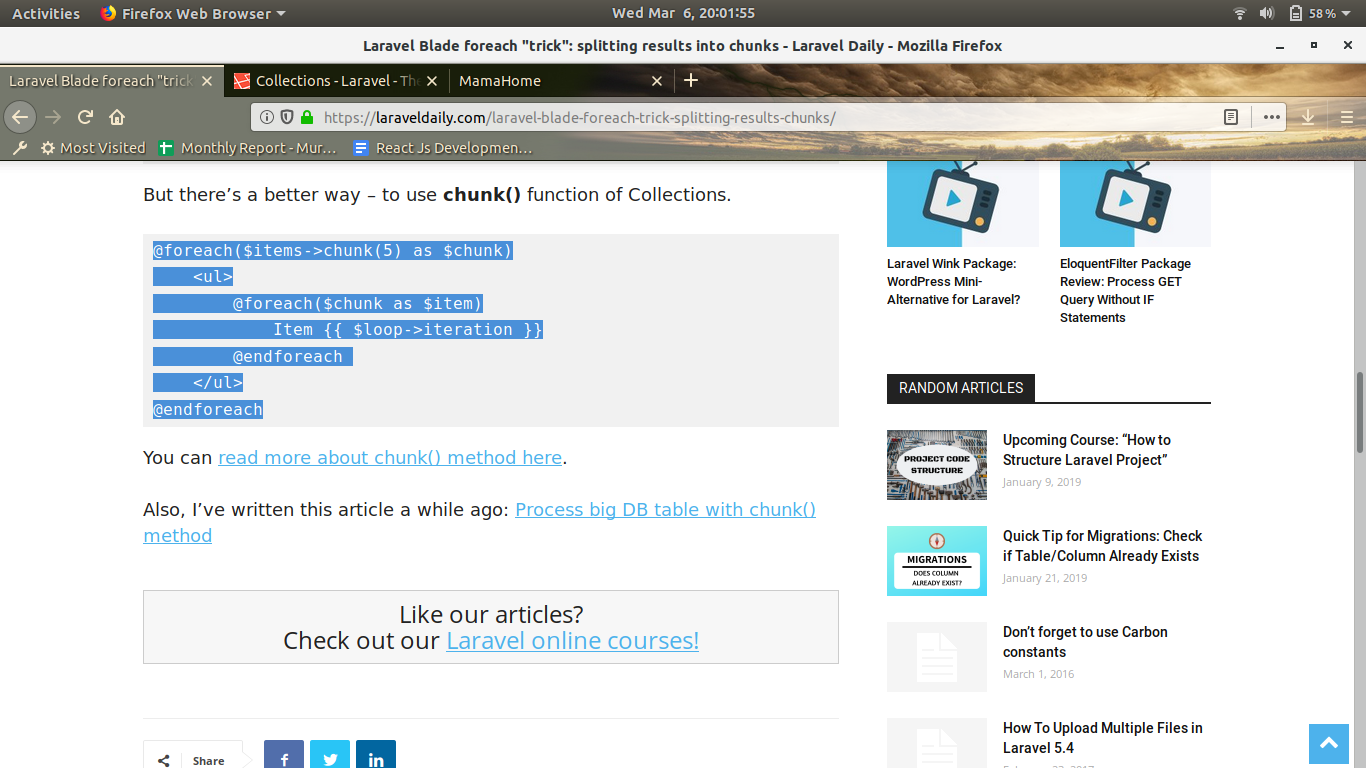 Activities
Firefox Web Browser
Wed Mar 6, 20:01:55
58 %
Laravel Blade foreach "trick": splitting results into chunks - Laravel Daily - Mozilla Firefox
Laravel Blade foreach "trick
Collections - Laravel - The
MamaHome
https://laraveldaily.com/laravel-blade-foreach-trick-splitting-results-chunks/
Most Visited
Monthly Report - Mur…
React Js Developmen…
But there’s a better way – to use chunk() function of Collections.
@foreach($items->chunk(5) as $chunk)
    <ul>
        @foreach($chunk as $item)
            Item {{ $loop->iteration }}
        @endforeach
    </ul>
@endforeach
You can read more about chunk() method here.
Also, I’ve written this article a while ago: Process big DB table with chunk()
method
Like our articles?
Check out our Laravel online courses!
Share
Laravel Wink Package:
WordPress Mini-
Alternative for Laravel?
EloquentFilter Package
Review: Process GET
Query Without IF
Statements
RANDOM ARTICLES
PROJECT CODE
STRUCTURE
Upcoming Course: “How to
Structure Laravel Project”
January 9, 2019
MIGRATIONS
DOES COLUMN
ALREADY EXIST?
Quick Tip for Migrations: Check
if Table/Column Already Exists
January 21, 2019
Don’t forget to use Carbon
constants
March 1, 2016
How To Upload Multiple Files in
Laravel 5.4